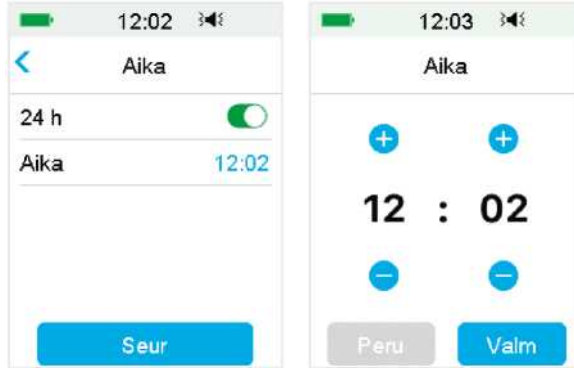 12:02
Aika
24 h
Aika 12:02
Seur
12:03
Aika
12 : 02
Peru Valm